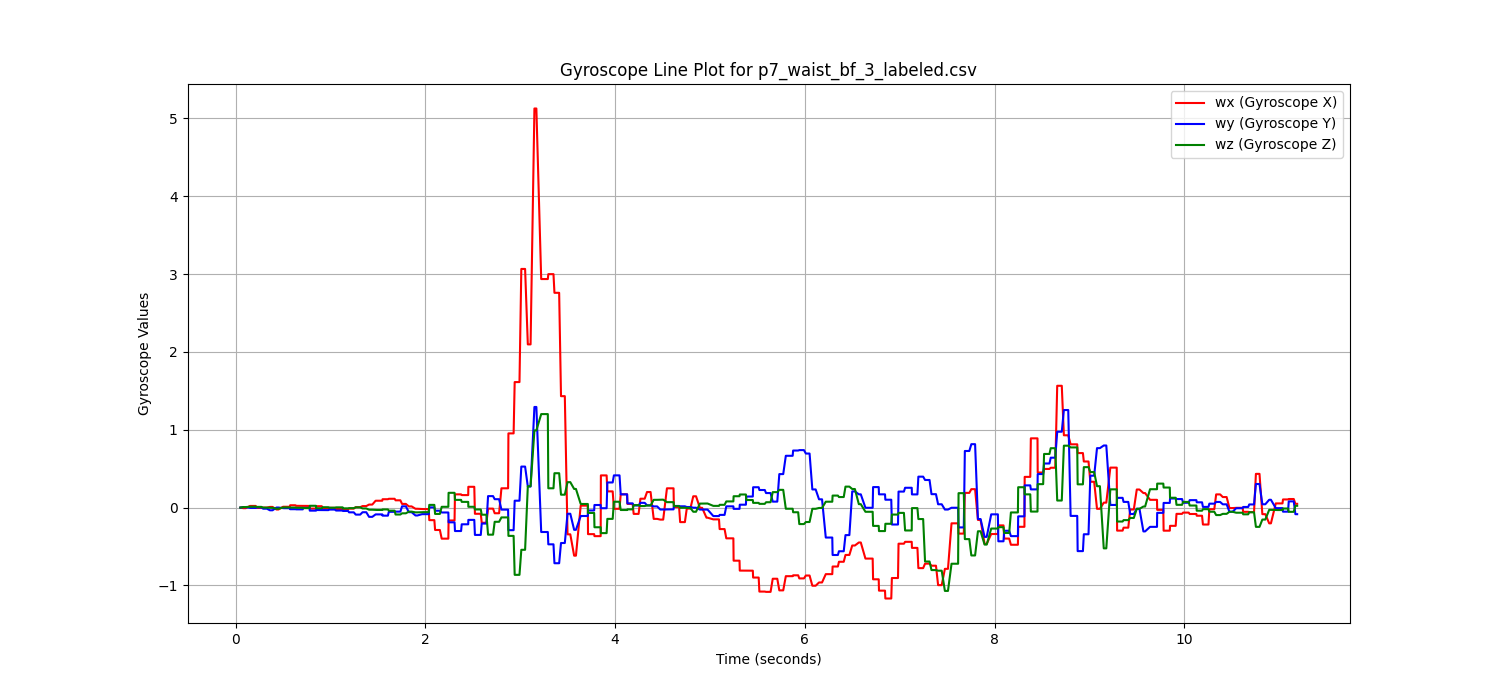 Gyroscope Line Plot for p7_waist_bf_3_labeled.csv
wx (Gyroscope X)
wy (Gyroscope Y)
wz (Gyroscope Z)
Gyroscope Values
5
4
3
2
1
0
−1
0 2 4 6 8 10
Time (seconds)